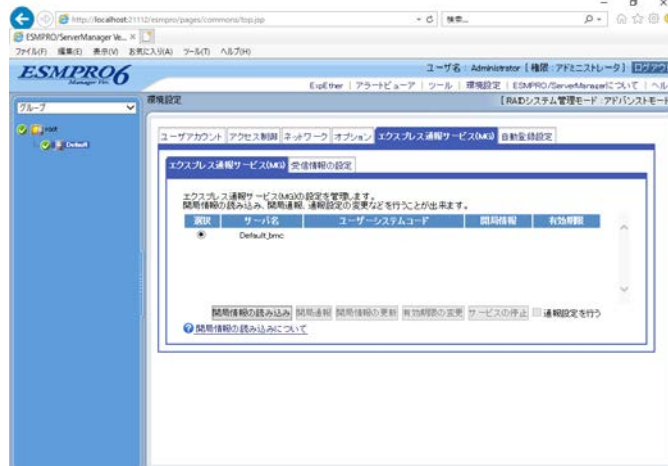 http://localhost:21112/esmpro/pages/commons/top.jsp
検索...
ESMPRO/ServerManager Ve...
ファイル(F) 編集(E) 表示(V) お気に入り(A) ツール(T) ヘルプ(H)
ESMPRO6
Manager Ver.
ユーザ名 : Administrator [ 権限 : アドミニストレータ ] ログアウ
ExpEther | アラートビューア | ツール | 環境設定 | ESMPRO/ServerManagerについて | ヘル
グループ
環境設定
[ RAIDシステム管理モード : アドバンストモー
root
Default
ユーザアカウント アクセス制御 ネットワーク オプション エクスプレス通報サービス(MG) 自動登録設定
エクスプレス通報サービス(MG) 受信情報の設定
エクスプレス通報サービス(MG)の設定を管理します。
開局情報の読み込み、開局通報、通報設定の変更などを行うことが出来ます。
選択 サーバ名 ユーザーシステムコード 開局情報 有効期限
Default_bmc
開局情報の読み込み 開局通報 開局情報の更新 有効期限の変更 サービスの停止 通報設定を行う
開局情報の読み込みについて